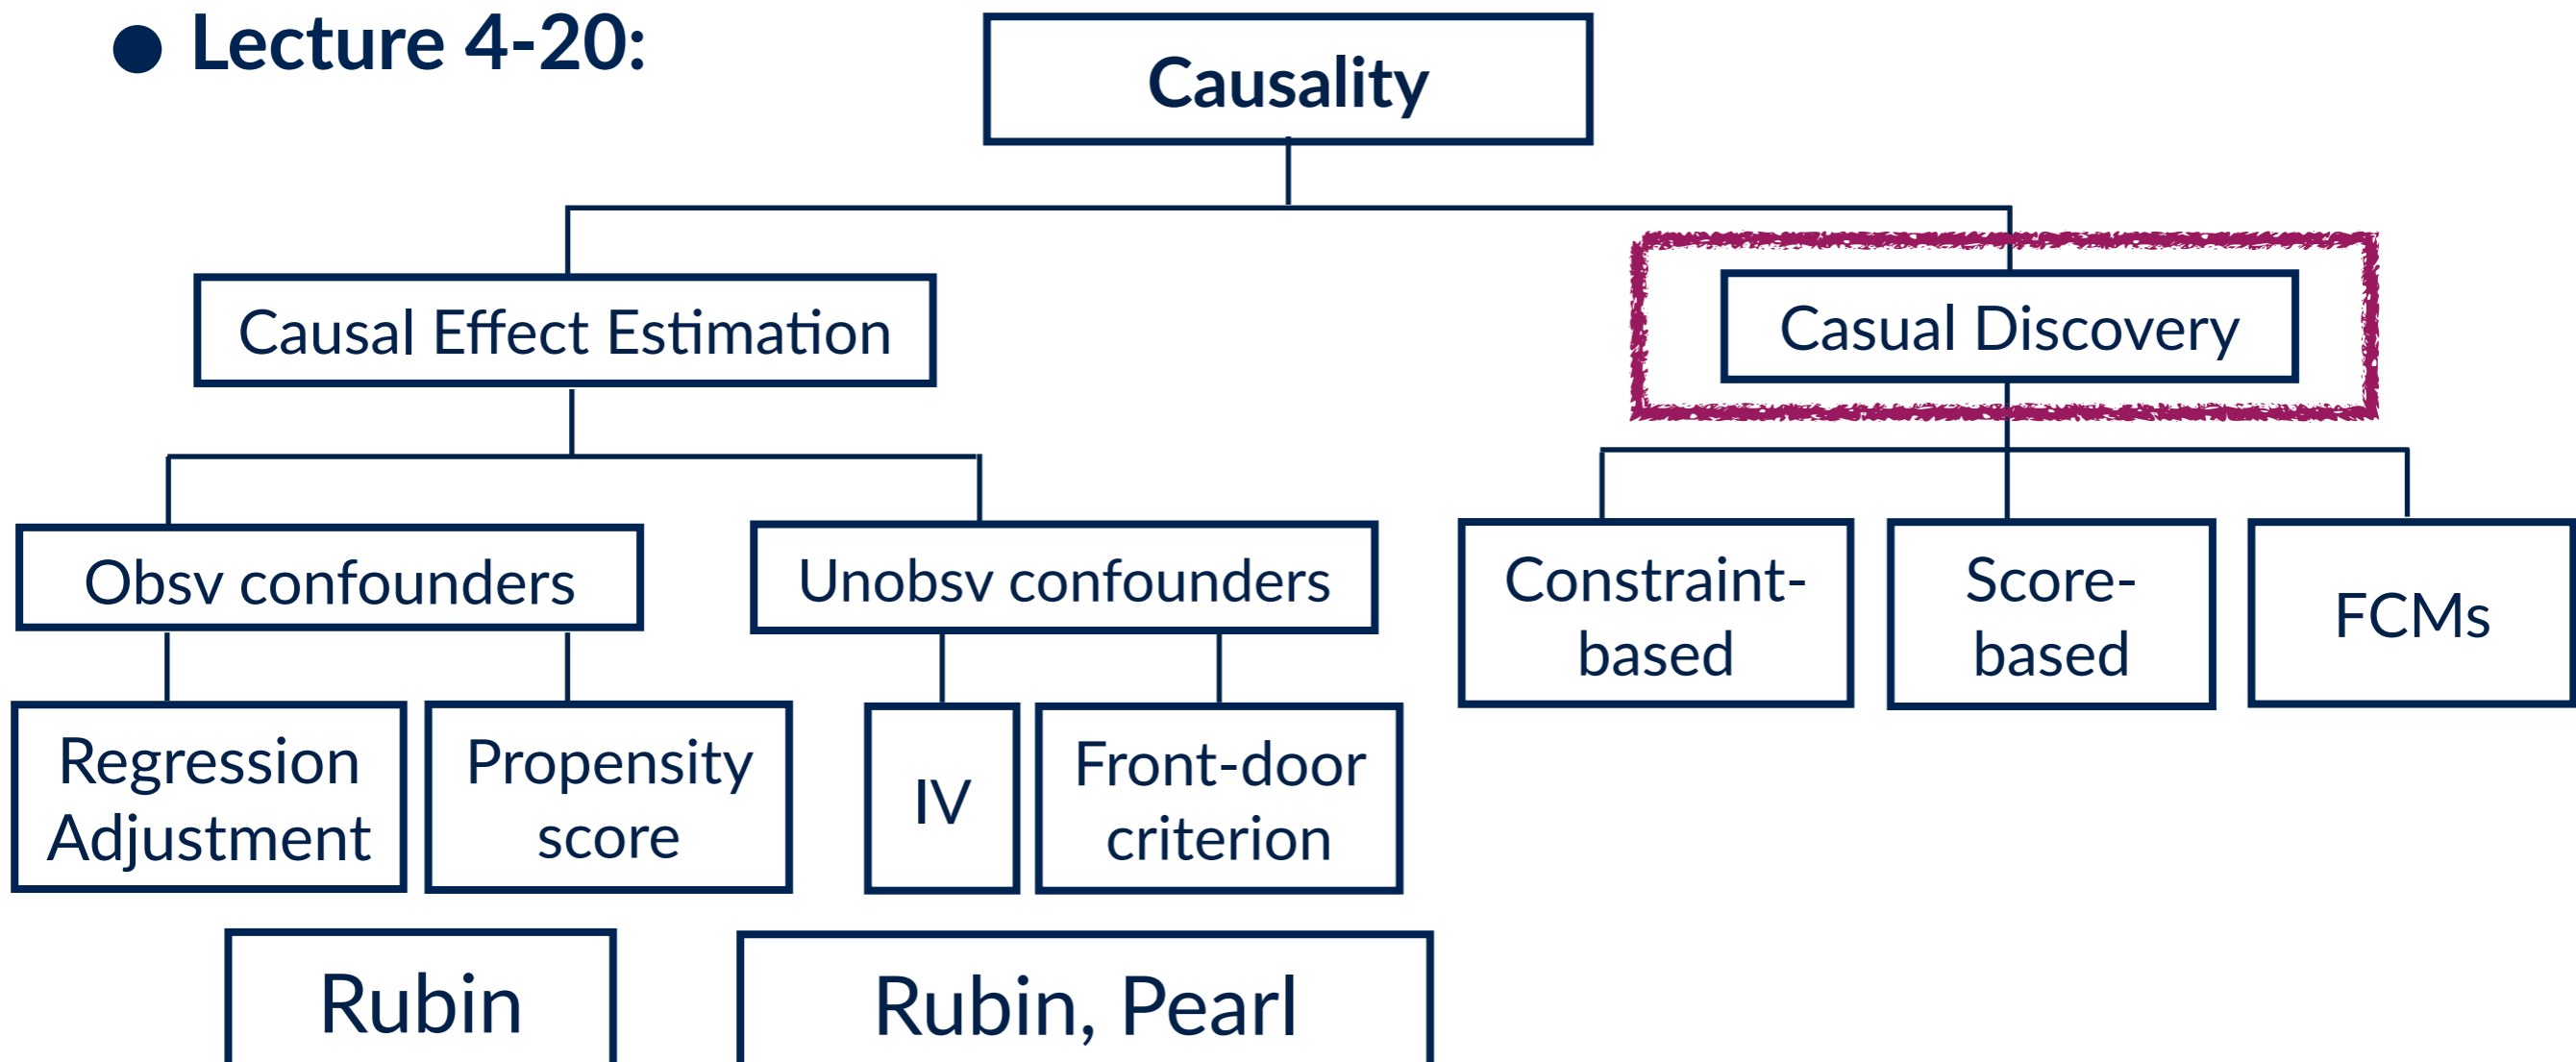 ● Lecture 4-20:
Causality
Causal Effect Estimation
Casual Discovery
Obsv confounders
Unobsv confounders
Constraint-
based
Score-
based
FCMs
Regression
Adjustment
Propensity
score
IV
Front-door
criterion
Rubin
Rubin, Pearl